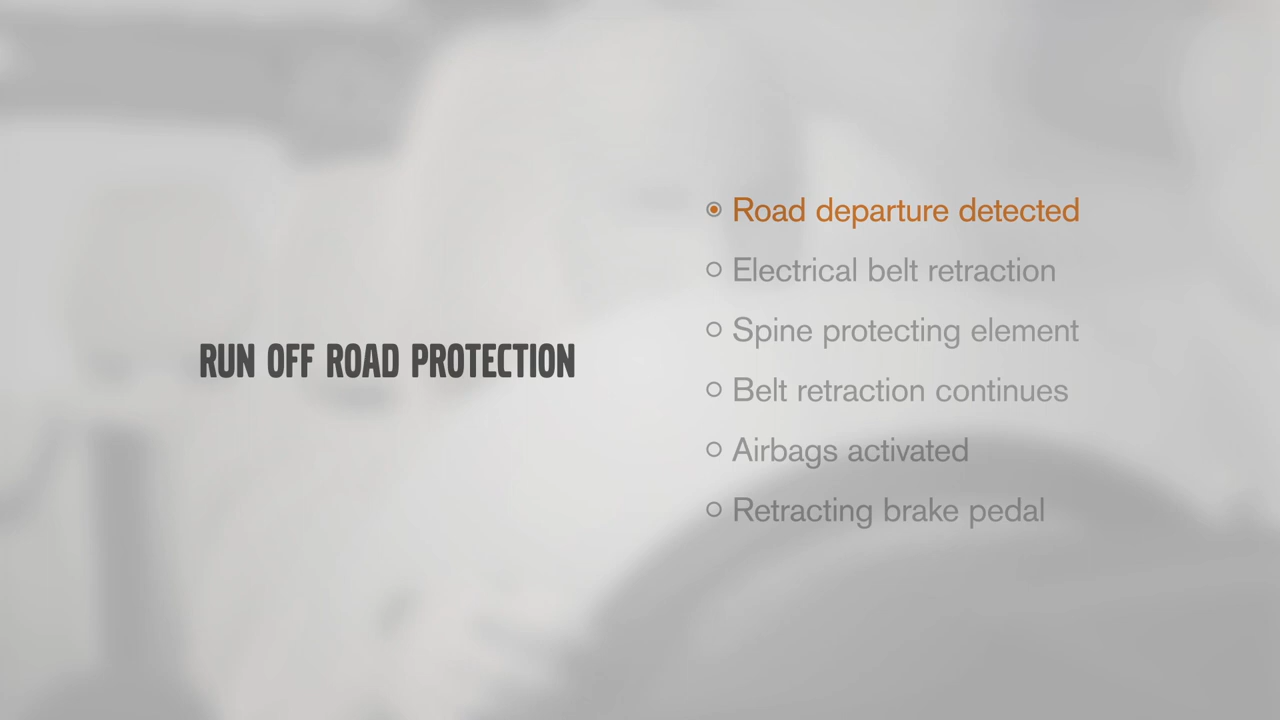 RUN OFF ROAD PROTECTION
Road departure detected
Electrical belt retraction
Spine protecting element
Belt retraction continues
Airbags activated
Retracting brake pedal